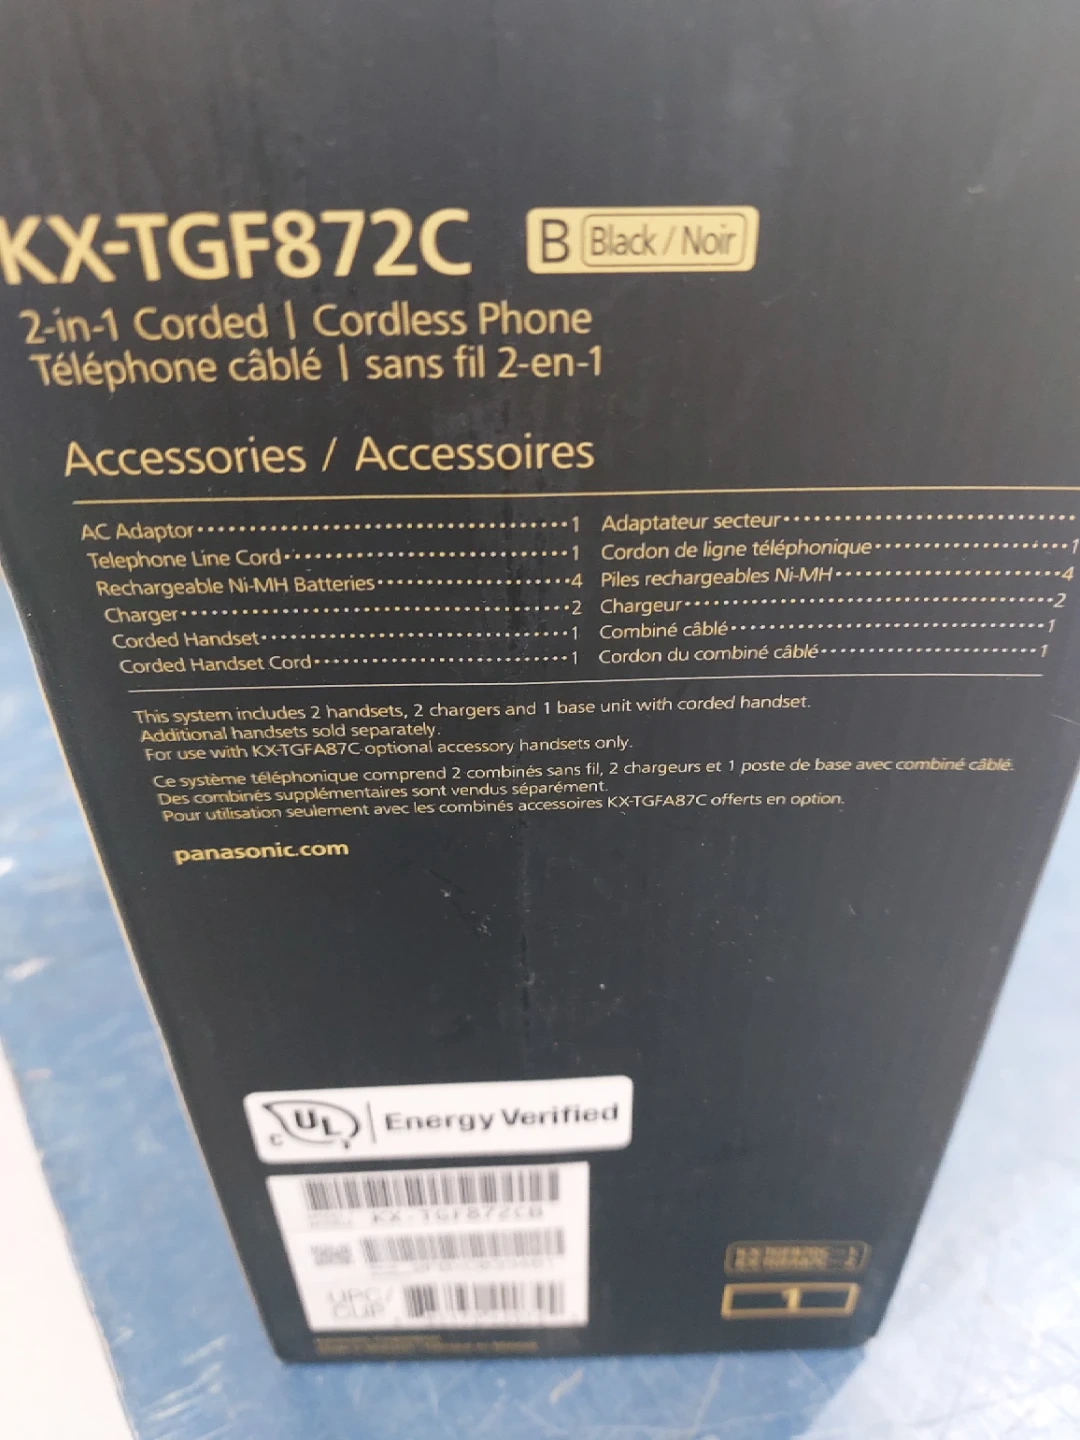 KX-TGF872C B Black / Noir
2-in-1 Corded | Cordless Phone
Téléphone câblé | sans fil 2-en-1
Accessories / Accessoires
AC Adaptor 1 Adaptateur secteur
Telephone Line Cord 1 Cordon de ligne téléphonique 1
Rechargeable Ni-MH Batteries 4 Piles rechargeables Ni-MH 4
Charger 2 Chargeur 2
Corded Handset 1 Combiné câblé 1
Corded Handset Cord 1 Cordon du combiné câblé 1
This system includes 2 handsets, 2 chargers and 1 base unit with corded handset.
Additional handsets sold separately.
For use with KX-TGFA87C optional accessory handsets only.
Ce système téléphonique comprend 2 combinés sans fil, 2 chargeurs et 1 poste de base avec combiné câblé.
Des combinés supplémentaires sont vendus séparément.
Pour utilisation seulement avec les combinés accessoires KX-TGFA87C offerts en option.
panasonic.com
C UL Energy Verified
KX-TGF872CB
UPC/
CUP
1